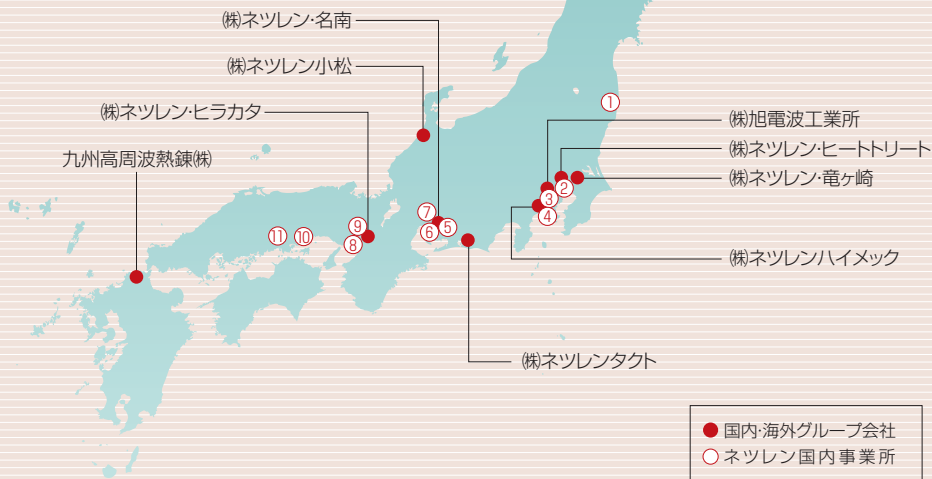 ㈱ネツレン・名南
㈱ネツレン小松
㈱ネツレン・ヒラカタ
九州高周波熱錬㈱
①
㈱旭電波工業所
㈱ネツレン・ヒートトリート
㈱ネツレン・竜ヶ崎
②
③
④
⑦
⑥
⑤
⑨
⑧
⑪
⑩
㈱ネツレンハイメック
㈱ネツレンタクト
国内・海外グループ会社
ネツレン国内事業所